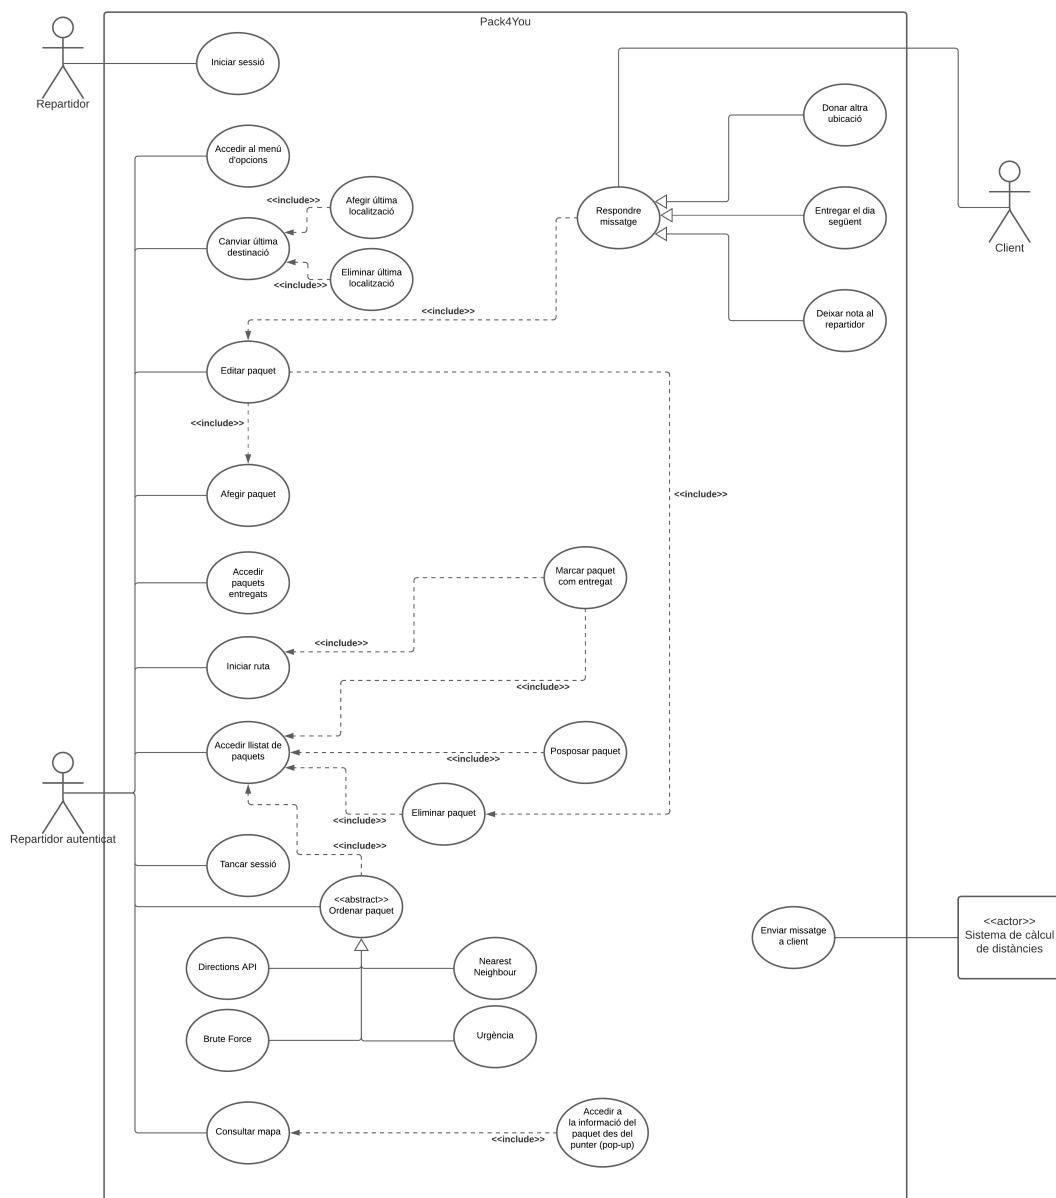 Pack4You
Repartidor
Iniciar sessió
Donar altra
ubicació
Accedir al menú
d'opcions
<<include>>
Afegir última
localització
Respondre
missatge
Entregar el dia
següent
Client
Canviar última
destinació
Eliminar última
localització
<<include>>
<<include>>
Deixar nota al
repartidor
Editar paquet
<<include>>
Afegir paquet
<<include>>
Accedir
paquets
entregats
Marcar paquet
com entregat
<<include>>
Iniciar ruta
<<include>>
Accedir llistat de
paquets
Posposar paquet
<<include>>
Eliminar paquet
<<include>>
Repartidor autenticat
<<include>>
Tancar sessió
<<abstract>>
Ordenar paquet
Enviar missatge
a client
<<actor>>
Sistema de càlcul
de distàncies
Directions API
Nearest
Neighbour
Brute Force
Urgència
Consultar mapa
<<include>>
Accedir a
la informació del
paquet des del
punter (pop-up)